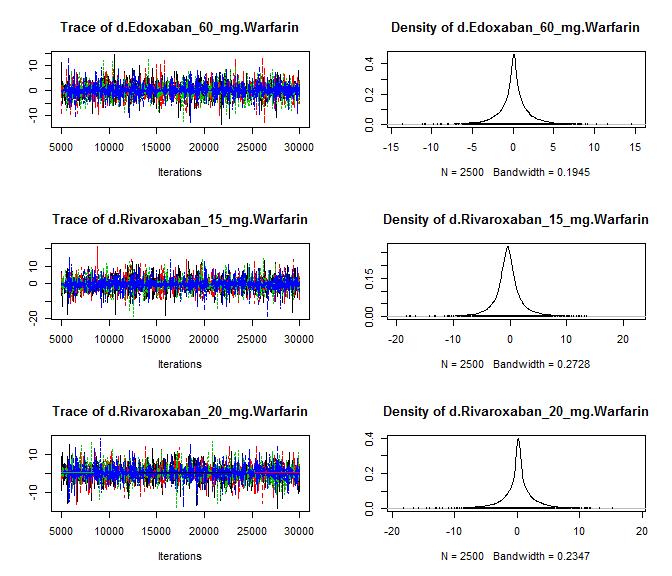 Trace of d.Edoxaban_60_mg.Warfarin
10
0
-10
5000 10000 15000 20000 25000 30000
Iterations
Density of d.Edoxaban_60_mg.Warfarin
0.4
0.2
0.0
-15 -10 -5 0 5 10 15
N = 2500 Bandwidth = 0.1945
Trace of d.Rivaroxaban_15_mg.Warfarin
10
0
-20
5000 10000 15000 20000 25000 30000
Iterations
Density of d.Rivaroxaban_15_mg.Warfarin
0.15
0.00
-20 -10 0 10 20
N = 2500 Bandwidth = 0.2728
Trace of d.Rivaroxaban_20_mg.Warfarin
10
0
-10
5000 10000 15000 20000 25000 30000
Iterations
Density of d.Rivaroxaban_20_mg.Warfarin
0.4
0.2
0.0
-20 -10 0 10 20
N = 2500 Bandwidth = 0.2347